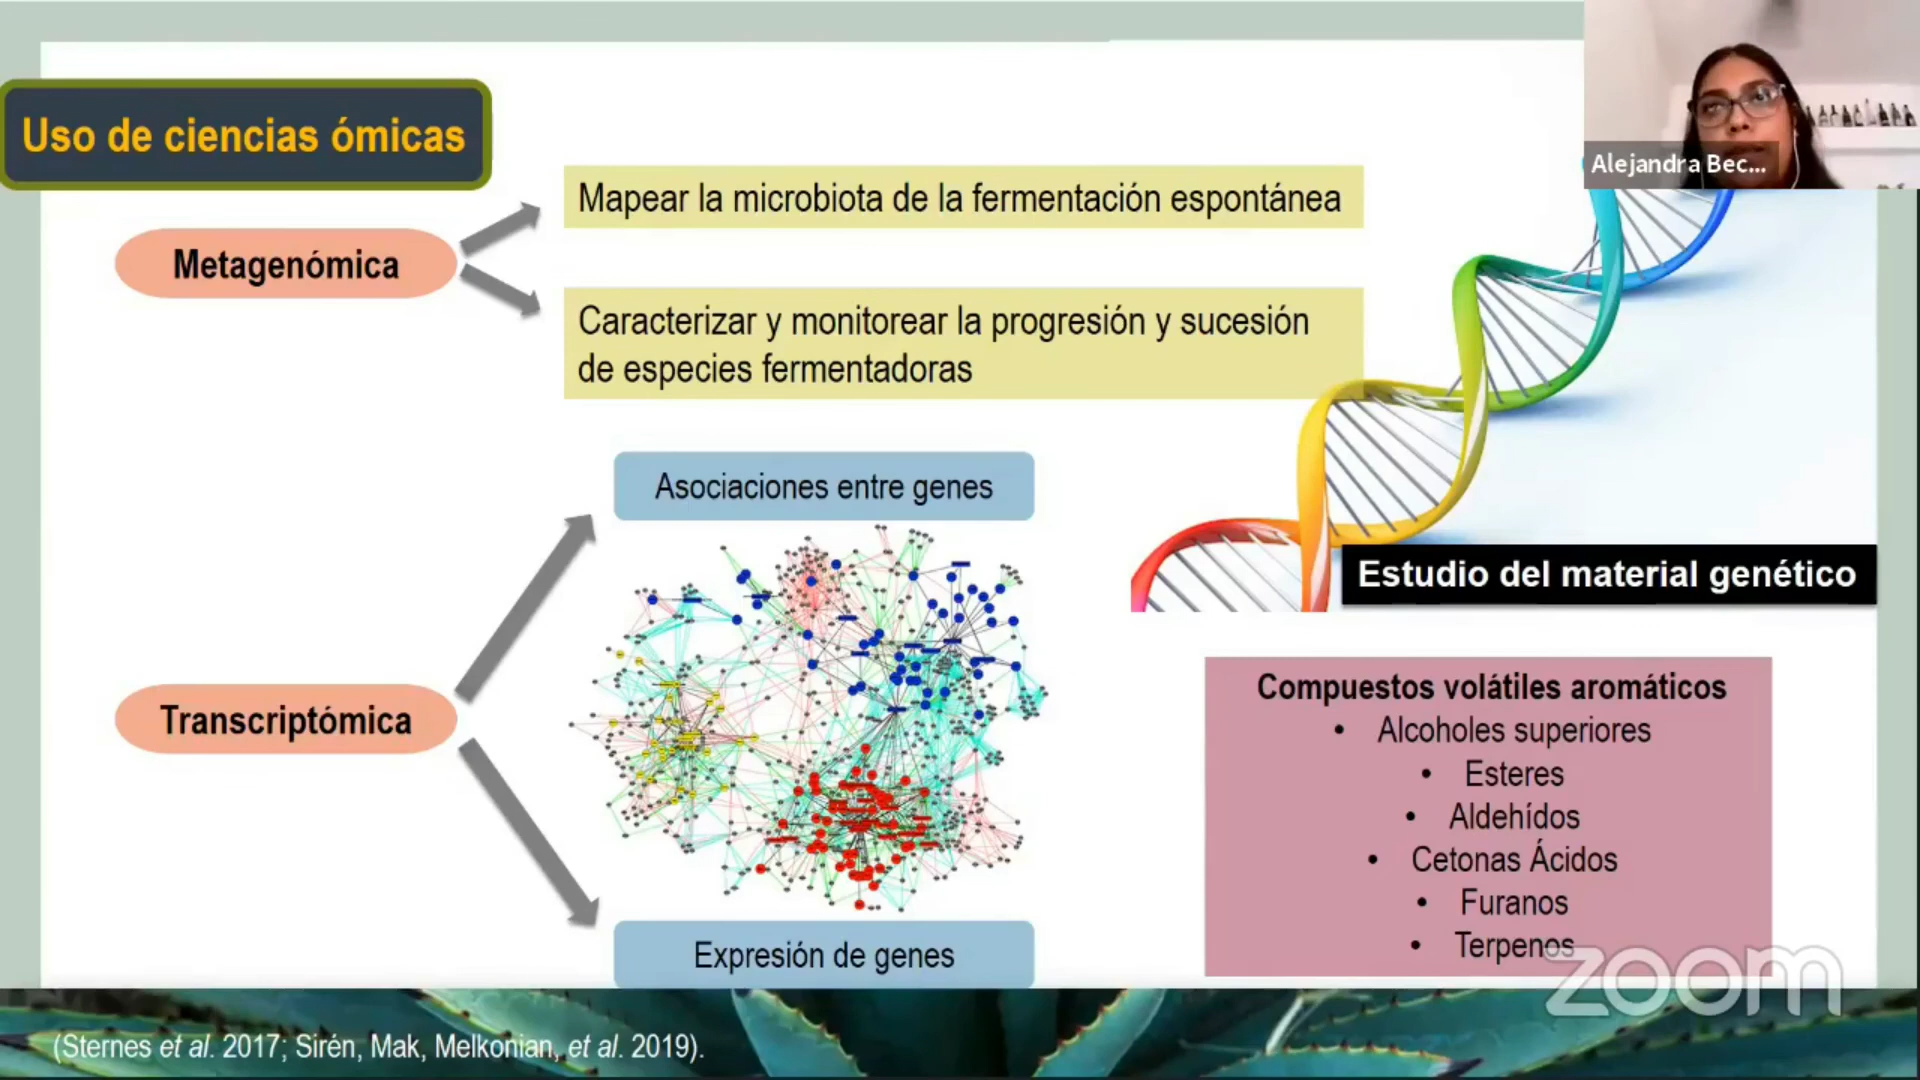 Uso de ciencias ómicas
Alejandra Bec...
Metagenómica
Mapear la microbiota de la fermentación espontánea
Caracterizar y monitorear la progresión y sucesión
de especies fermentadoras
Estudio del material genético
Transcriptómica
Asociaciones entre genes
Expresión de genes
Compuestos volátiles aromáticos
• Alcoholes superiores
• Esteres
• Aldehídos
• Cetonas Ácidos
• Furanos
• Terpenos
zoom
(Sternes et al. 2017; Sirén, Mak, Melkonian, et al. 2019).